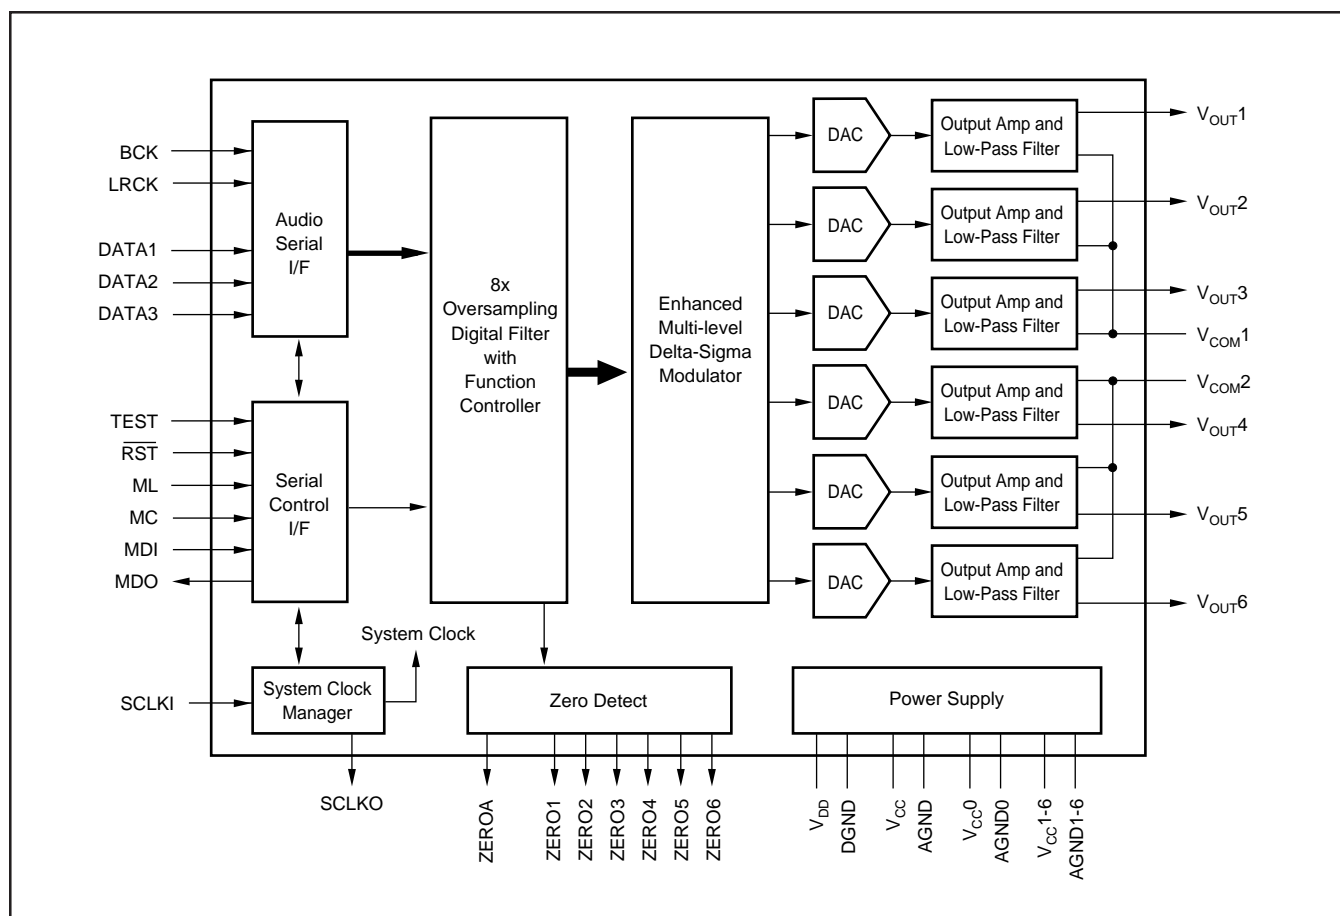 BCK
LRCK
DATA1
DATA2
DATA3
TEST
RST
ML
MC
MDI
MDO
SCLKI
Audio
Serial
I/F
Serial
Control
I/F
System Clock
Manager
System Clock
SCLKO
8x
Oversampling
Digital Filter
with
Function
Controller
Enhanced
Multi-level
Delta-Sigma
Modulator
DAC
DAC
DAC
DAC
DAC
DAC
Output Amp and
Low-Pass Filter
Output Amp and
Low-Pass Filter
Output Amp and
Low-Pass Filter
Output Amp and
Low-Pass Filter
Output Amp and
Low-Pass Filter
Output Amp and
Low-Pass Filter
VOUT1
VOUT2
VOUT3
VCOM1
VCOM2
VOUT4
VOUT5
VOUT6
Zero Detect
ZEROA
ZERO1
ZERO2
ZERO3
ZERO4
ZERO5
ZERO6
Power Supply
VDD
DGND
VCC
AGND
VCC0
AGND0
VCC1-6
AGND1-6